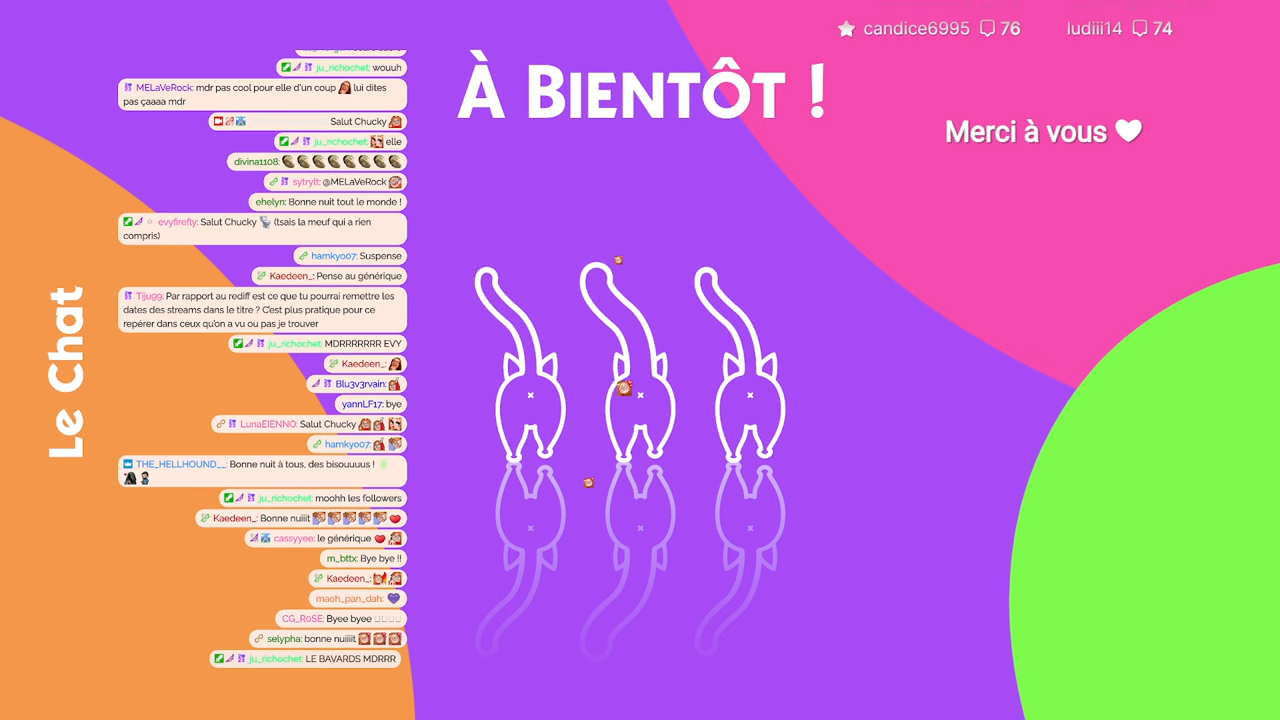 candice6995 76 ludiii14 74
À BIENTÔT !
Merci à vous
Le Chat
ju_richochet: wouuh
MELaVeRock: mdr pas cool pour elle d'un coup lui dites
pas çaaaa mdr
Salut Chucky
ju_richochet: elle
divina1108:
sytrylt: @MELaVeRock
ehelyn: Bonne nuit tout le monde !
evyfirefly: Salut Chucky (tsais la meuf qui a rien
compris)
hamkyo07: Suspense
Kaedeen_: Pense au générique
Tiju99: Par rapport au rediff est ce que tu pourrai remettre les
dates des streams dans le titre ? C'est plus pratique pour ce
repérer dans ceux qu'on a vu ou pas je trouver
ju_richochet: MDRRRRRRR EVY
Kaedeen_:
Blu3v3rvain:
yannLF17: bye
LunaEIENNO: Salut Chucky
hamkyo07:
THE_HELLHOUND__: Bonne nuit à tous, des bisouuuus !
ju_richochet: moohh les followers
Kaedeen_: Bonne nuiiit
cassyyee: le générique
m_bttx: Bye bye !!
Kaedeen_:
maoh_pan_dah:
CG_R0SE: Byee byee
selypha: bonne nuiiiit
ju_richochet: LE BAVARDS MDRRR